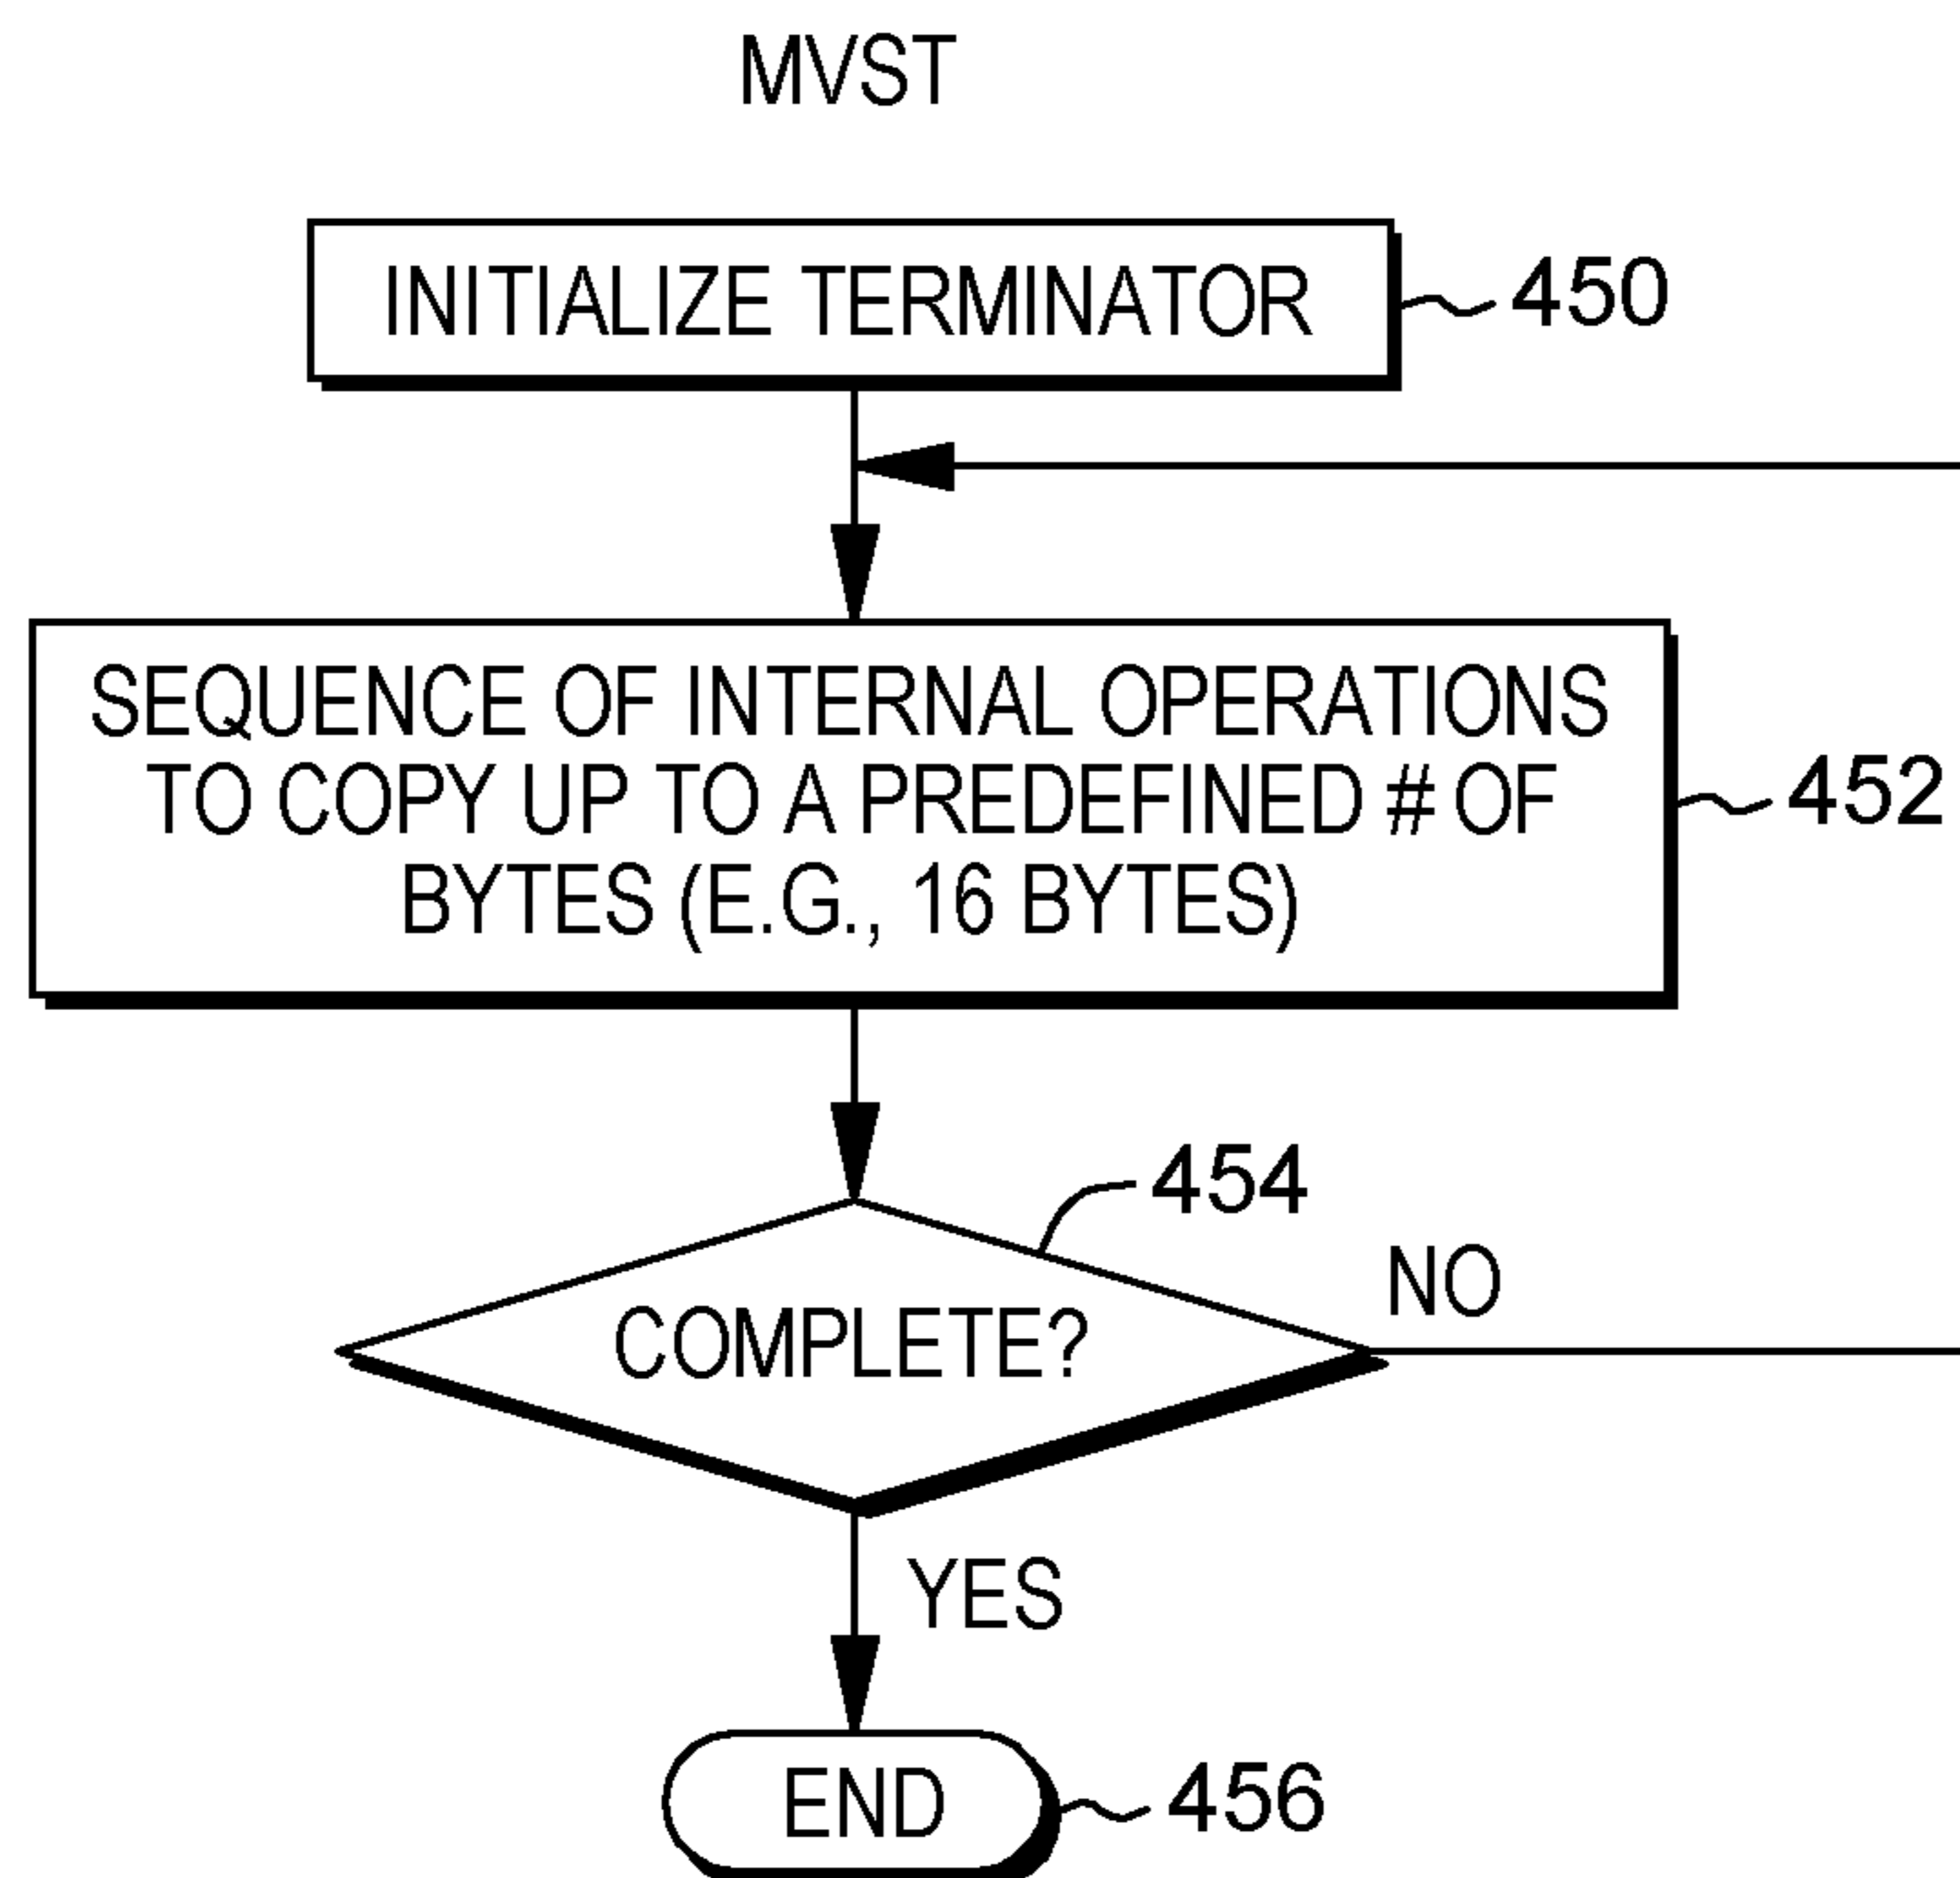 MVST
INITIALIZE TERMINATOR
450
SEQUENCE OF INTERNAL OPERATIONS
TO COPY UP TO A PREDEFINED # OF
BYTES (E.G., 16 BYTES)
452
454
COMPLETE?
NO
YES
END
456